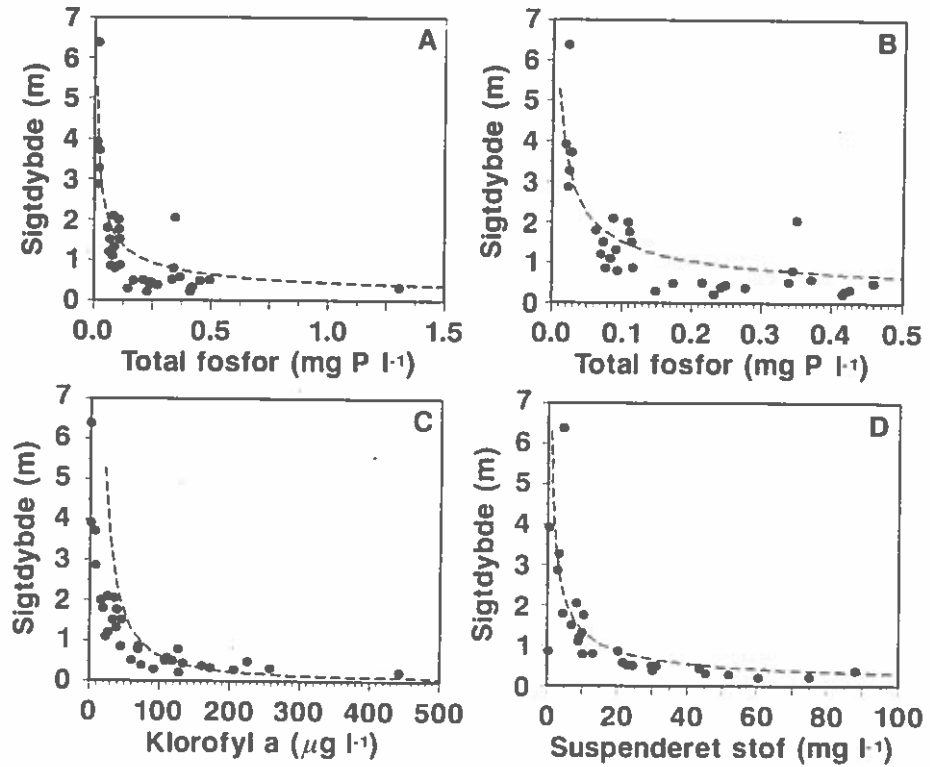 A
Sigtdybde (m)
7
6
5
4
3
2
1
0
0.0 0.5 1.0 1.5
Total fosfor (mg P l-1)
B
Sigtdybde (m)
7
6
5
4
3
2
1
0
0.0 0.1 0.2 0.3 0.4 0.5
Total fosfor (mg P l-1)
C
Sigtdybde (m)
7
6
5
4
3
2
1
0
0 100 200 300 400 500
Klorofyl a (μg l-1)
D
Sigtdybde (m)
7
6
5
4
3
2
1
0
0 20 40 60 80 100
Suspenderet stof (mg l-1)